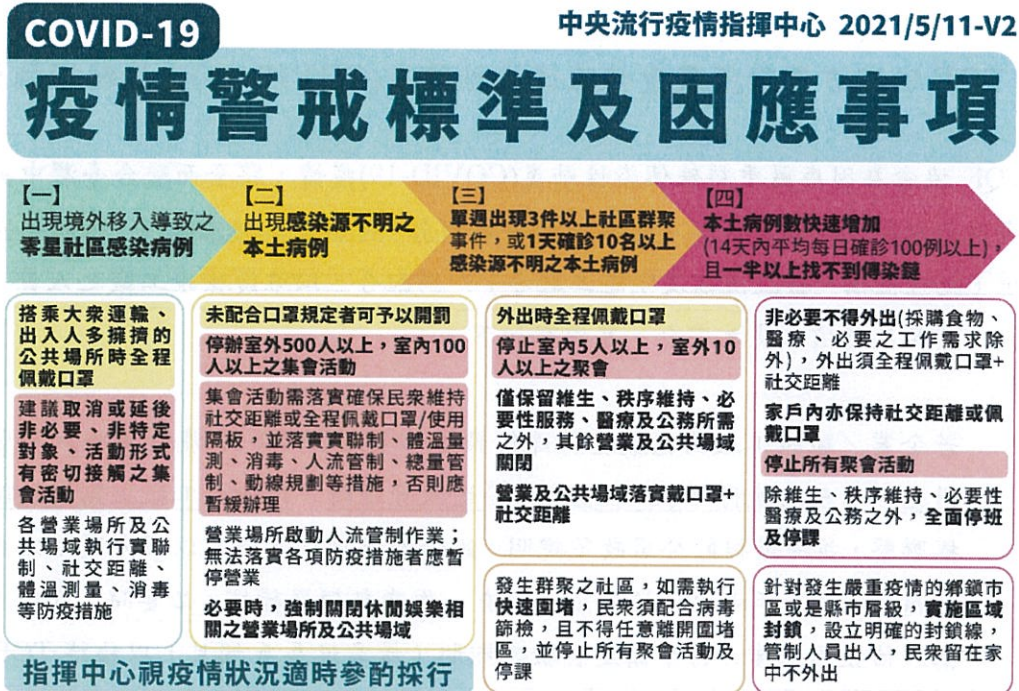 COVID-19
中央流行疫情指揮中心 2021/5/11-V2
疫情警戒標準及因應事項
【一】
出現境外移入導致之
零星社區感染病例
【二】
出現感染源不明之
本土病例
【三】
單週出現3件以上社區群聚
事件，或1天確診10名以上
感染源不明之本土病例
【四】
本土病例數快速增加
(14天內平均每日確診100例以上)，
且一半以上找不到傳染鏈
搭乘大眾運輸、
出入人多擁擠的
公共場所時全程
佩戴口罩
建議取消或延後
非必要、非特定
對象、活動形式
有密切接觸之集
會活動
各營業場所及公
共場域執行實聯
制、社交距離、
體溫測量、消毒
等防疫措施
未配合口罩規定者可予以開罰
停辦室外500人以上，室內100
人以上之集會活動
集會活動需落實確保民眾維持
社交距離或全程佩戴口罩/使用
隔板，並落實實聯制、體溫量
測、消毒、人流管制、總量管
制、動線規劃等措施，否則應
暫緩辦理
營業場所啟動人流管制作業；
無法落實各項防疫措施者應暫
停營業
必要時，強制關閉休閒娛樂相
關之營業場所及公共場域
外出時全程佩戴口罩
停止室內5人以上，室外10
人以上之聚會
僅保留維生、秩序維持、必
要性服務、醫療及公務所需
之外，其餘營業及公共場域
關閉
營業及公共場域落實戴口罩+
社交距離
發生群聚之社區，如需執行
快速圍堵，民眾須配合病毒
篩檢，且不得任意離開圍堵
區，並停止所有聚會活動及
停課
非必要不得外出(採購食物、
醫療、必要之工作需求除
外)，外出須全程佩戴口罩+
社交距離
家戶內亦保持社交距離或佩
戴口罩
停止所有聚會活動
除維生、秩序維持、必要性
醫療及公務之外，全面停班
及停課
針對發生嚴重疫情的鄉鎮市
區或是縣市層級，實施區域
封鎖，設立明確的封鎖線，
管制人員出入，民眾留在家
中不外出
指揮中心視疫情狀況適時參酌採行